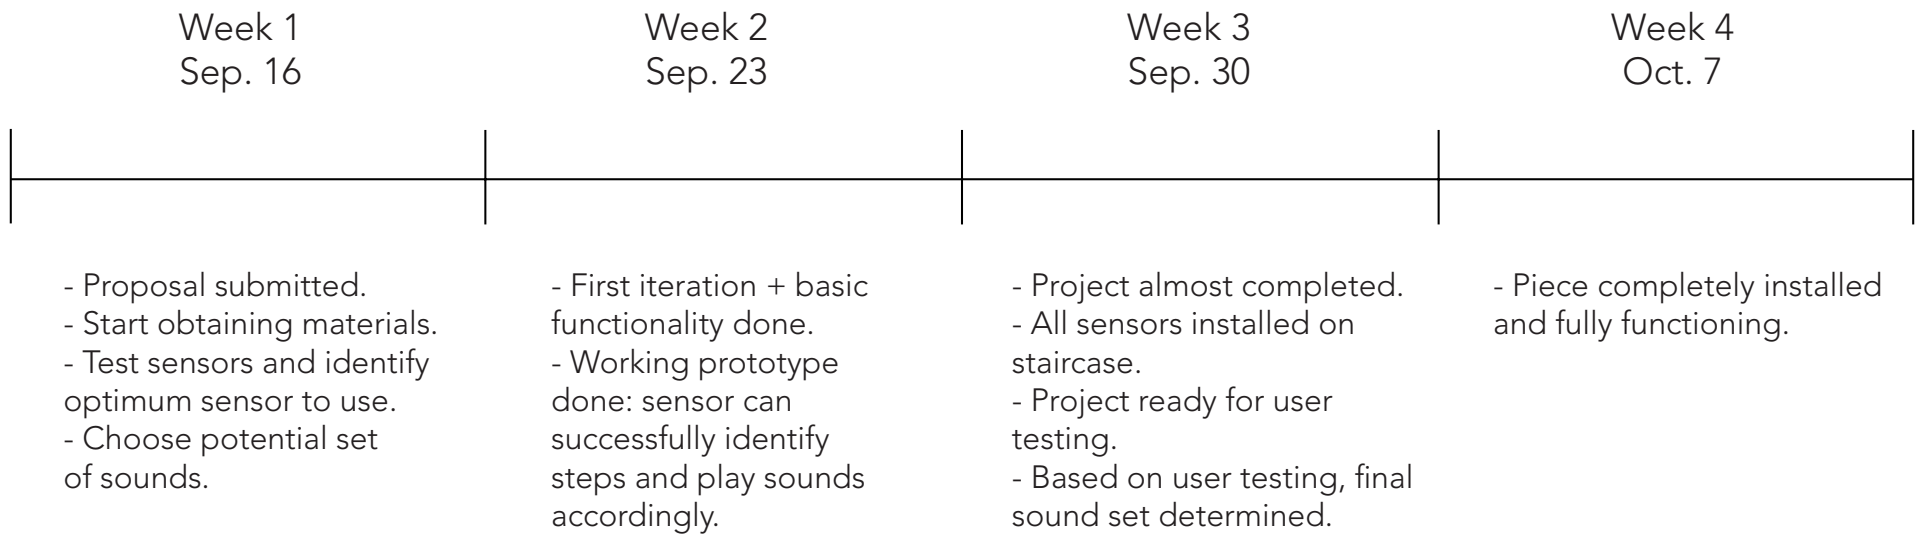 Week 1
Sep. 16
Week 2
Sep. 23
Week 3
Sep. 30
Week 4
Oct. 7
- Proposal submitted.
- Start obtaining materials.
- Test sensors and identify
optimum sensor to use.
- Choose potential set
of sounds.
- First iteration + basic
functionality done.
- Working prototype
done: sensor can
successfully identify
steps and play sounds
accordingly.
- Project almost completed.
- All sensors installed on
staircase.
- Project ready for user
testing.
- Based on user testing, final
sound set determined.
- Piece completely installed
and fully functioning.